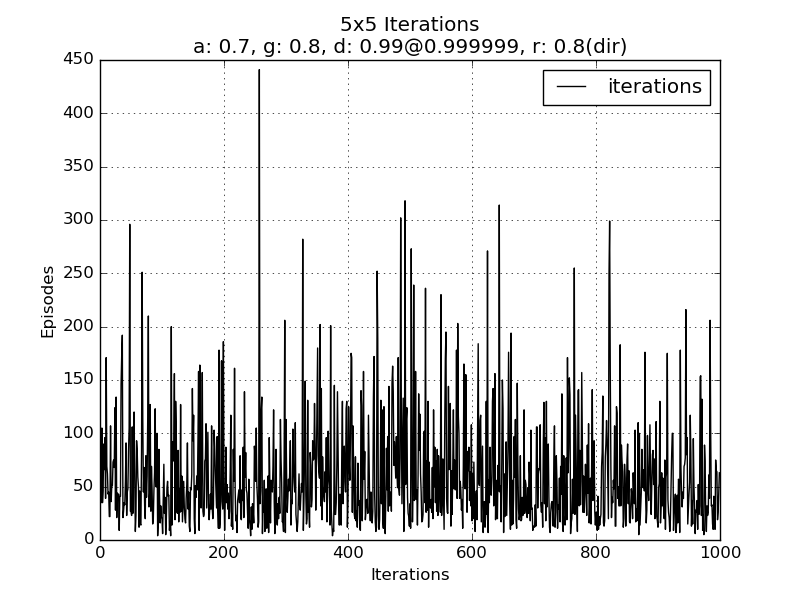 5x5 Iterations
a: 0.7, g: 0.8, d: 0.99@0.999999, r: 0.8(dir)
iterations
450
400
350
300
250
200
150
100
50
0
Episodes
0 200 400 600 800 1000
Iterations